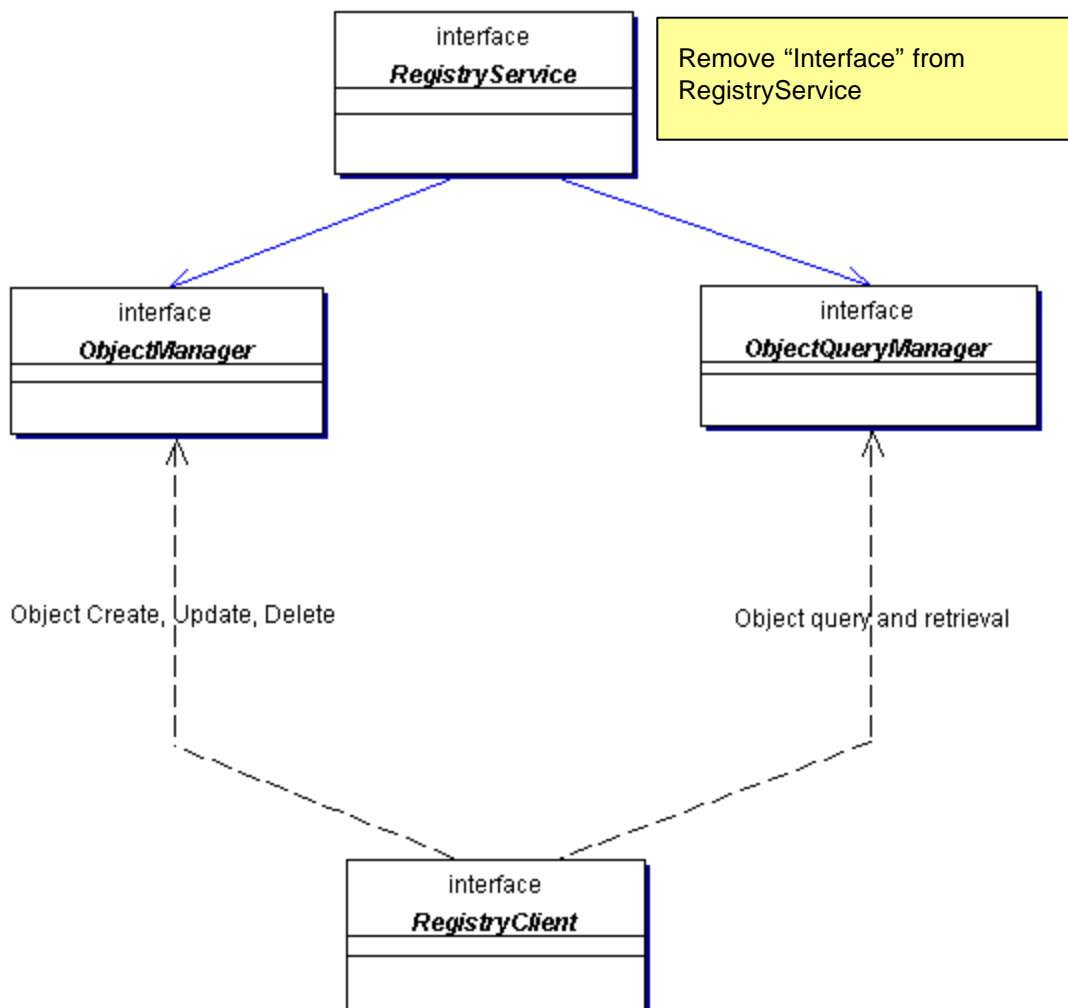 interface
RegistryService
Remove “Interface” from
RegistryService
interface
ObjectManager
interface
ObjectQueryManager
Object Create, Update, Delete
Object query and retrieval
interface
RegistryClient